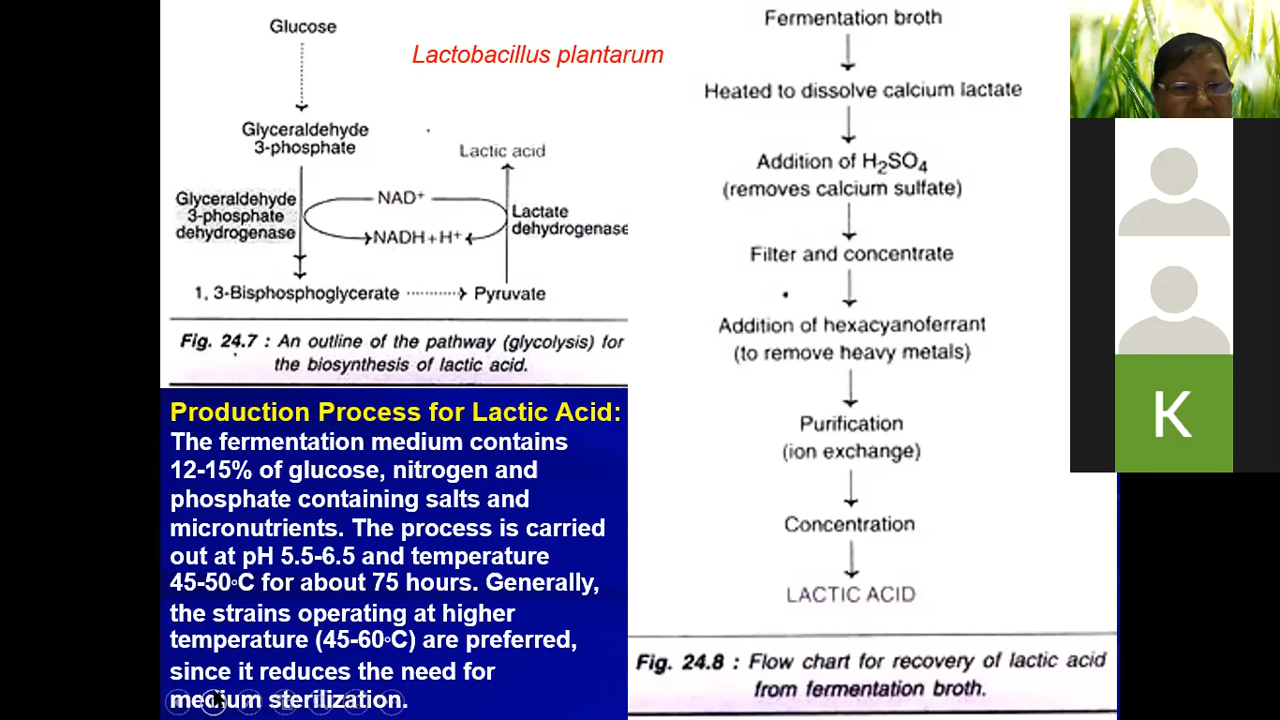 Glucose
Lactobacillus plantarum
Glyceraldehyde
3-phosphate
Lactic acid
Glyceraldehyde
3-phosphate
dehydrogenase
NAD⁺
NADH + H⁺
Lactate
dehydrogenase
1, 3-Bisphosphoglycerate
Pyruvate
Fig. 24.7 : An outline of the pathway (glycolysis) for
the biosynthesis of lactic acid.
Production Process for Lactic Acid:
The fermentation medium contains
12-15% of glucose, nitrogen and
phosphate containing salts and
micronutrients. The process is carried
out at pH 5.5-6.5 and temperature
45-50◦C for about 75 hours. Generally,
the strains operating at higher
temperature (45-60◦C) are preferred,
since it reduces the need for
medium sterilization.
Fermentation broth
Heated to dissolve calcium lactate
Addition of H₂SO₄
(removes calcium sulfate)
Filter and concentrate
Addition of hexacyanoferrant
(to remove heavy metals)
Purification
(ion exchange)
Concentration
LACTIC ACID
Fig. 24.8 : Flow chart for recovery of lactic acid
from fermentation broth.
K